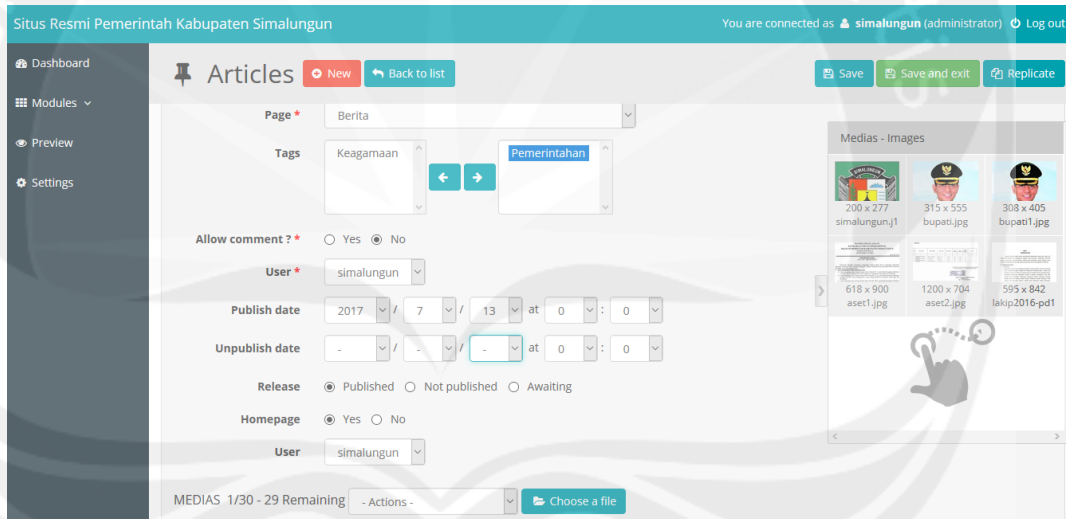 Situs Resmi Pemerintah Kabupaten Simalungun
You are connected as simalungun (administrator) Log out
Dashboard
Modules
Preview
Settings
Articles New Back to list
Save Save and exit Replicate
Page * Berita
Tags Keagamaan Pemerintahan
Allow comment ? * Yes No
User * simalungun
Publish date 2017 / 7 / 13 at 0 : 0
Unpublish date - / - / - at 0 : 0
Release Published Not published Awaiting
Homepage Yes No
User simalungun
MEDIAS 1/30 - 29 Remaining - Actions - Choose a file
Medias - Images
200 x 277 315 x 555 308 x 405
simalungun.j1 bupati.jpg bupati1.jpg
618 x 900 1200 x 704 595 x 842
aset1.jpg aset2.jpg lakip2016-pd1